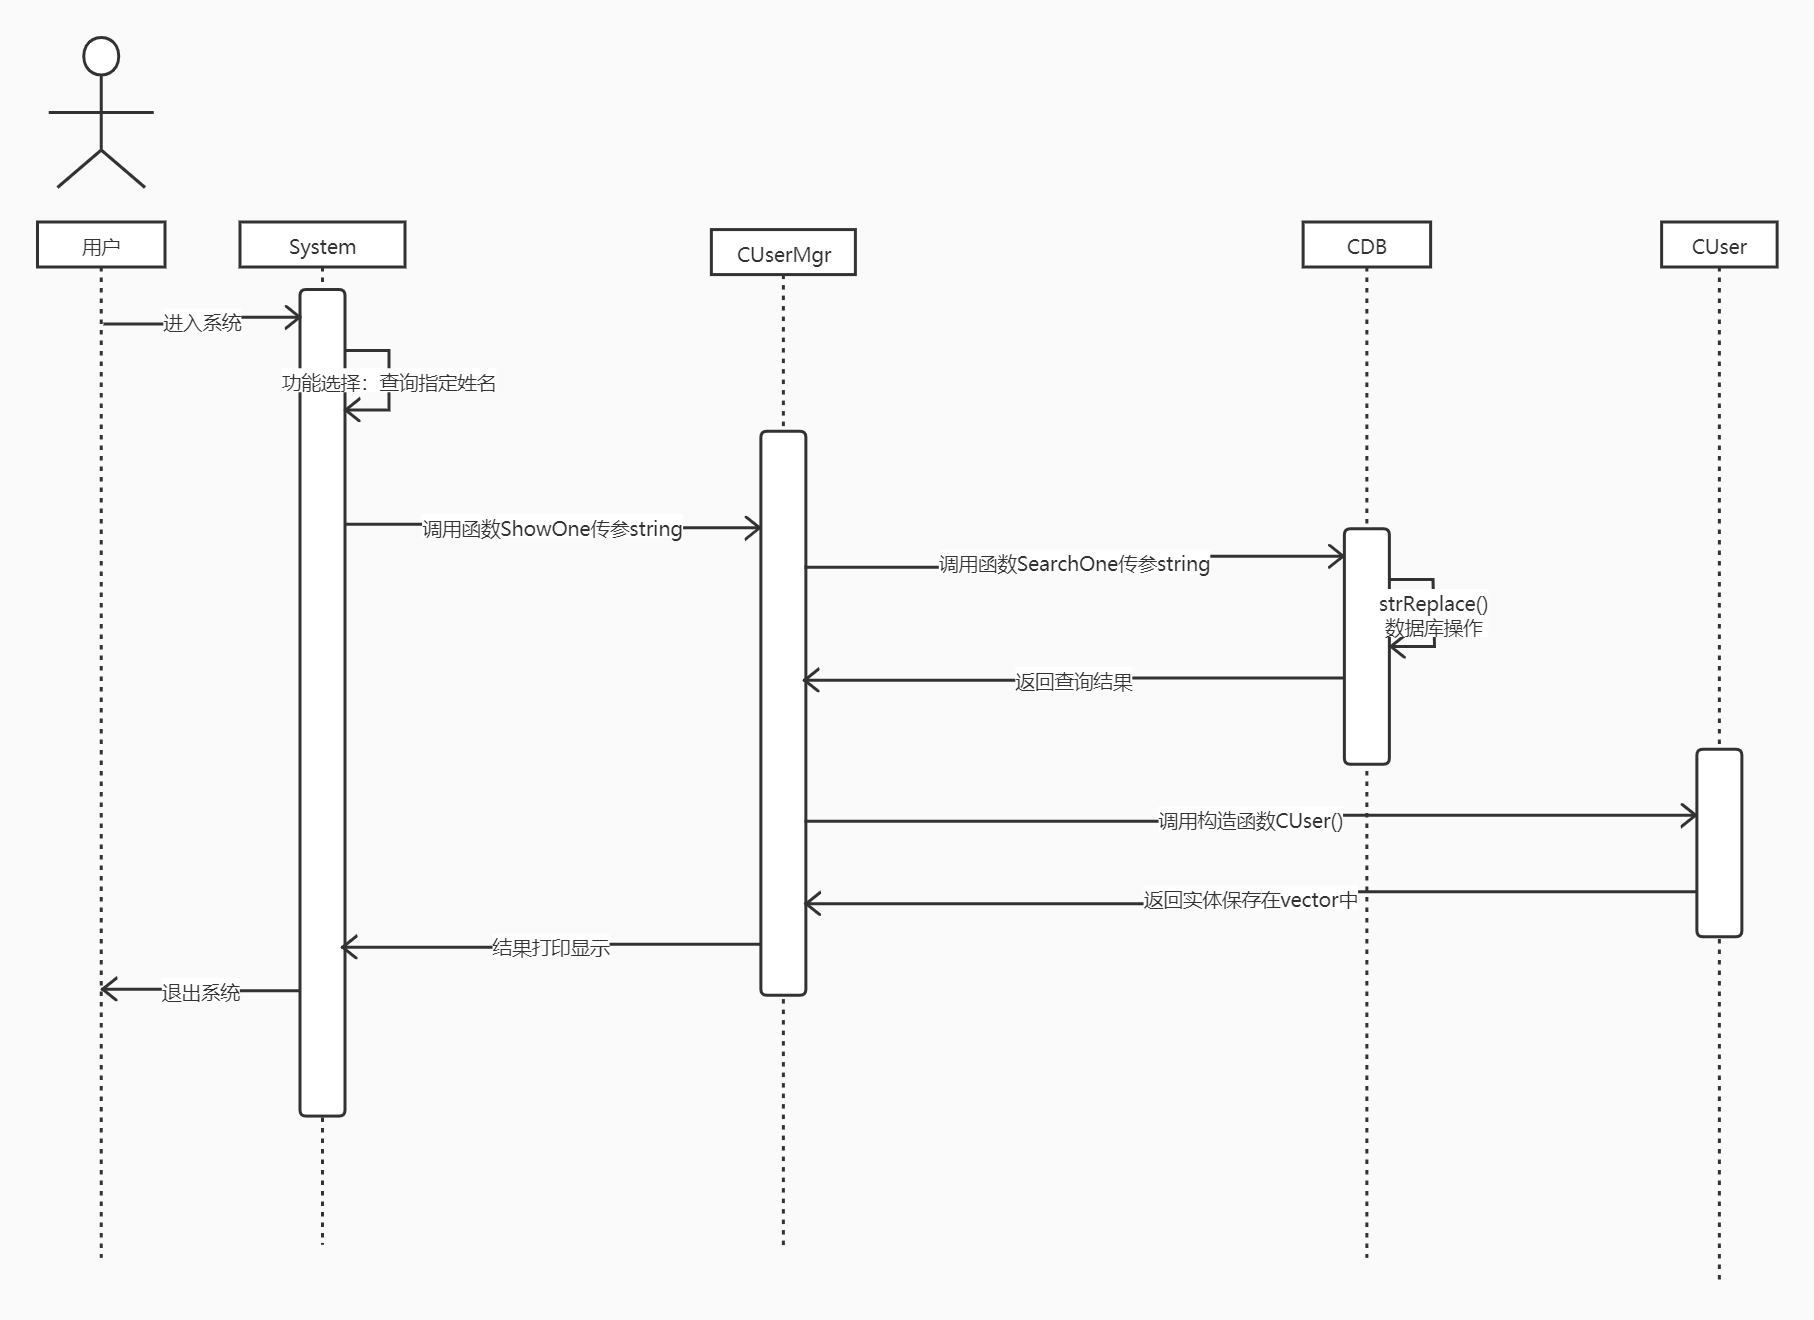 用户
System
CUserMgr
CDB
CUser
进入系统
功能选择：查询指定姓名
调用函数ShowOne传参string
调用函数SearchOne传参string
strReplace()
数据库操作
返回查询结果
调用构造函数CUser()
返回实体保存在vector中
结果打印显示
退出系统